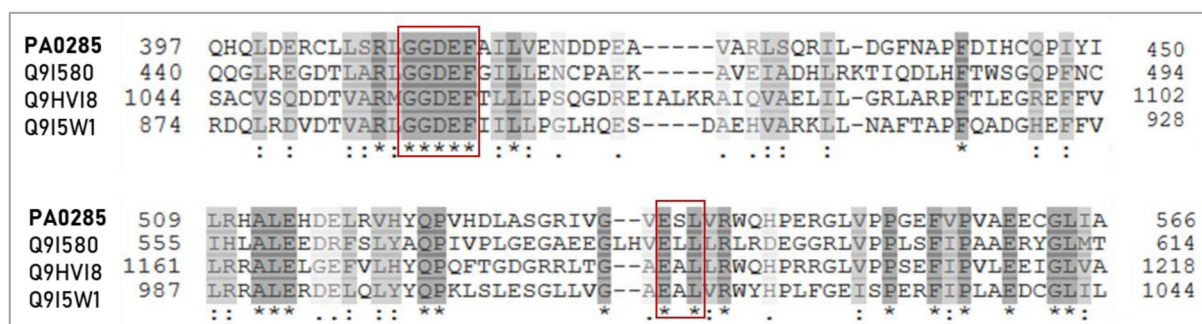 PA0285 397 QHQLDERCLLSRLGGDEFAILVENDDPEA-----VARLSQRIL-DGFNAPFDIHCQPIYI 450
Q9I580 440 QQGLREGDTLARLGGDEFGILLENCPAEK-----AVEIADHLRKTIQDLHFTWSGQPFNC 494
Q9HVI8 1044 SACVSQDDTVARMGGDEFTLLLPSQGDREIALKRAIQVAELIL-GRLARPFTLEGREFFV 1102
Q9I5W1 874 RDQLRDVDTVARLGGDEFIILLPGLHQES----DAEHVARKLL-NAFTAPFQADGHEFFV 928
: : ::*:***** :*: . . . .:: : * : :
PA0285 509 LRHALEHDELRVHYQPVHDLASGRIVG--VESLVRWQHPERGLVPPGEFVPVAEECGLIA 566
Q9I580 555 IHLALEEDRFSLYAQPIVPLGEGAEEGLHVELLLRLRDEGGRLVPPLSFIPAAERYGLMT 614
Q9HVI8 1161 LRRALELGEFVLHYQPQFTGDGRRLTG--AEALLRWQHPRRGLVPPSEFIPVLEEIGLVA 1218
Q9I5W1 987 LRRALERDELQLYYQPKLSLESGLLVG--AEALVRWYHPLFGEISPERFIPLAEDCGLIL 1044
:: *** ..: :: ** * .* *:* . :.* *:* * **: